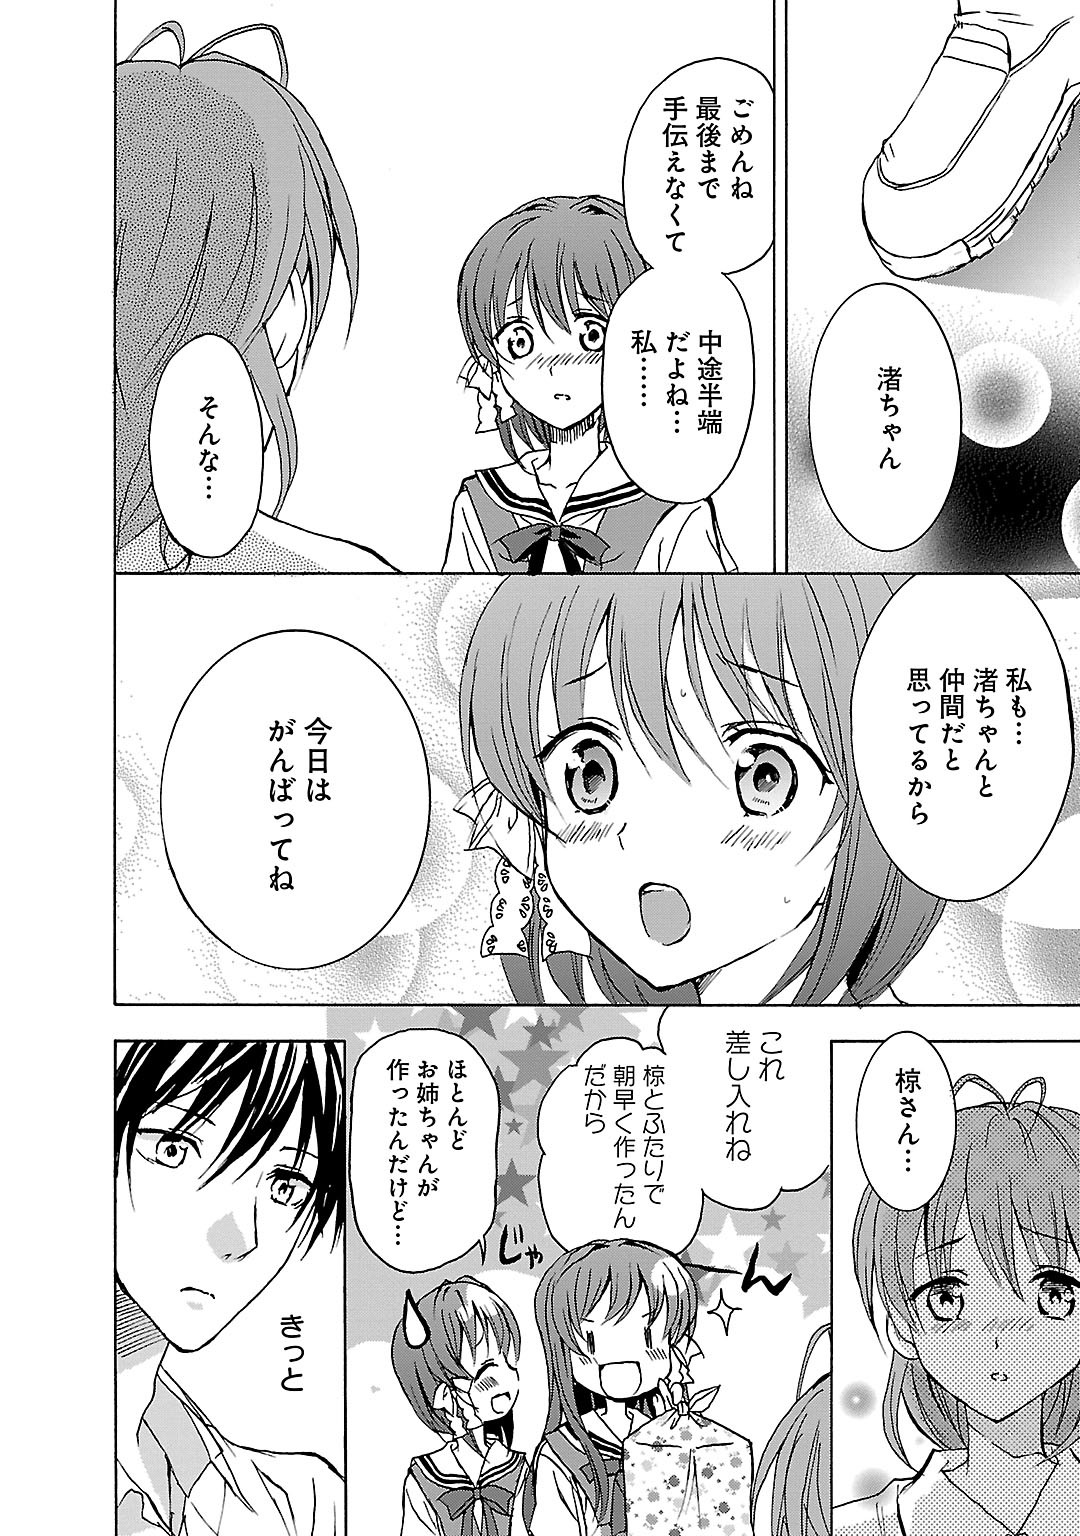 渚ちゃん
ごめんね
最後まで
手伝えなくて
中途半端
だよね…
私……
そんな…
私も…
渚ちゃんと
仲間だと
思ってるから
今日は
がんばってね
椋さん…
これ
差し入れね
椋とふたりで
朝早く作ったん
だから
ほとんど
お姉ちゃんが
作ったんだけど…
じゃーん
きっと